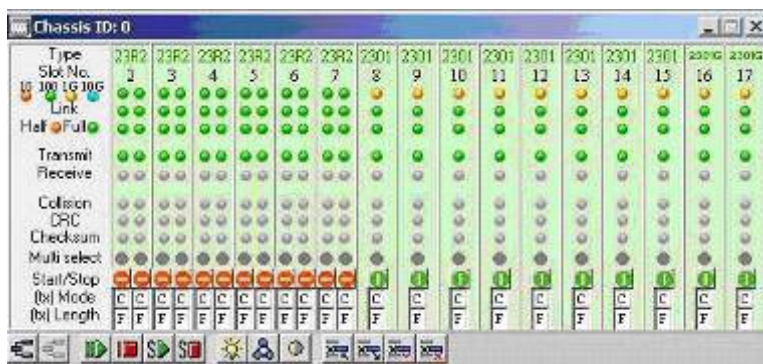 Chassis ID: 0
Type 23R2 23R2 23R2 23R2 23R2 23R2 2301 2301 2301 2301 2301 2301 2301 2301 2301G 2301G
Slot No. 2 3 4 5 6 7 8 9 10 11 12 13 14 15 16 17
10 100 1G 10G
Link
Half Full
Transmit
Receive
Collision
CRC
Checksum
Multi select
Start/Stop
(tx) Mode C C C C C C C C C C C C C C C C C C C C C C
(tx) Length F F F F F F F F F F F F F F F F F F F F F F
S S